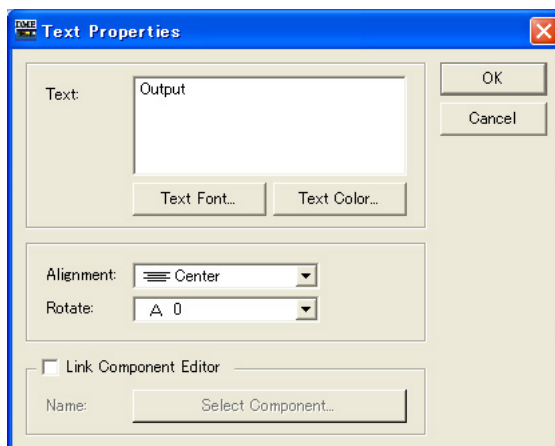 DME
Text Properties
Text:
Output
OK
Cancel
Text Font...
Text Color...
Alignment:
Center
Rotate:
A 0
Link Component Editor
Name:
Select Component...